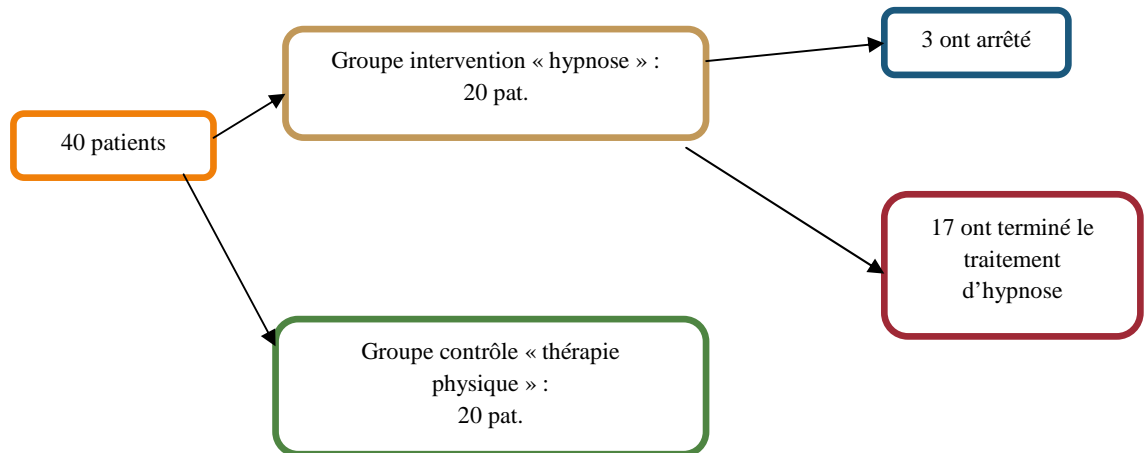 40 patients
Groupe intervention « hypnose » :
20 pat.
3 ont arrêté
17 ont terminé le
traitement
d’hypnose
Groupe contrôle « thérapie
physique » :
20 pat.